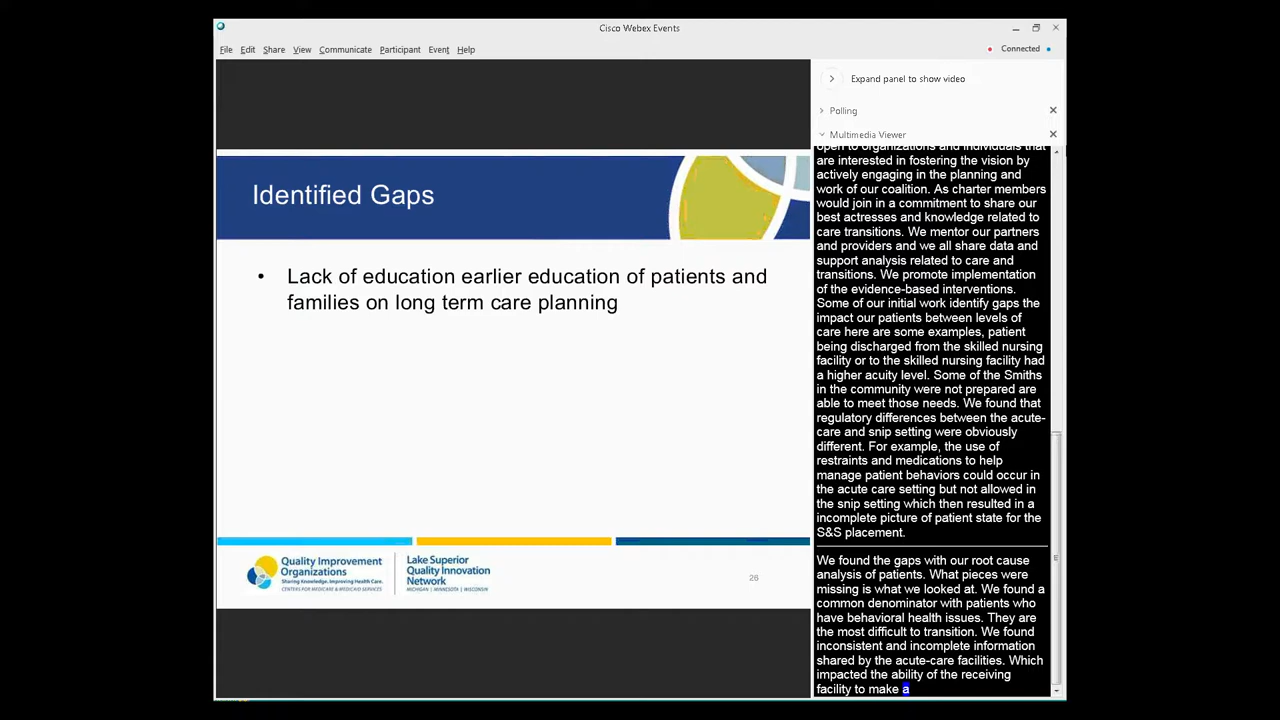 Cisco Webex Events
File Edit Share View Communicate Participant Event Help
Connected
Expand panel to show video
Polling
Multimedia Viewer
Identified Gaps
• Lack of education earlier education of patients and
families on long term care planning
Quality Improvement
Organizations
Sharing Knowledge. Improving Health Care.
CENTERS FOR MEDICARE & MEDICAID SERVICES
Lake Superior
Quality Innovation
Network
MICHIGAN | MINNESOTA | WISCONSIN
26
open to organizations and individuals that
are interested in fostering the vision by
actively engaging in the planning and
work of our coalition. As charter members
would join in a commitment to share our
best actresses and knowledge related to
care transitions. We mentor our partners
and providers and we all share data and
support analysis related to care and
transitions. We promote implementation
of the evidence-based interventions.
Some of our initial work identify gaps the
impact our patients between levels of
care here are some examples, patient
being discharged from the skilled nursing
facility or to the skilled nursing facility had
a higher acuity level. Some of the Smiths
in the community were not prepared are
able to meet those needs. We found that
regulatory differences between the acute-
care and snip setting were obviously
different. For example, the use of
restraints and medications to help
manage patient behaviors could occur in
the acute care setting but not allowed in
the snip setting which then resulted in a
incomplete picture of patient state for the
S&S placement.
We found the gaps with our root cause
analysis of patients. What pieces were
missing is what we looked at. We found a
common denominator with patients who
have behavioral health issues. They are
the most difficult to transition. We found
inconsistent and incomplete information
shared by the acute-care facilities. Which
impacted the ability of the receiving
facility to make a